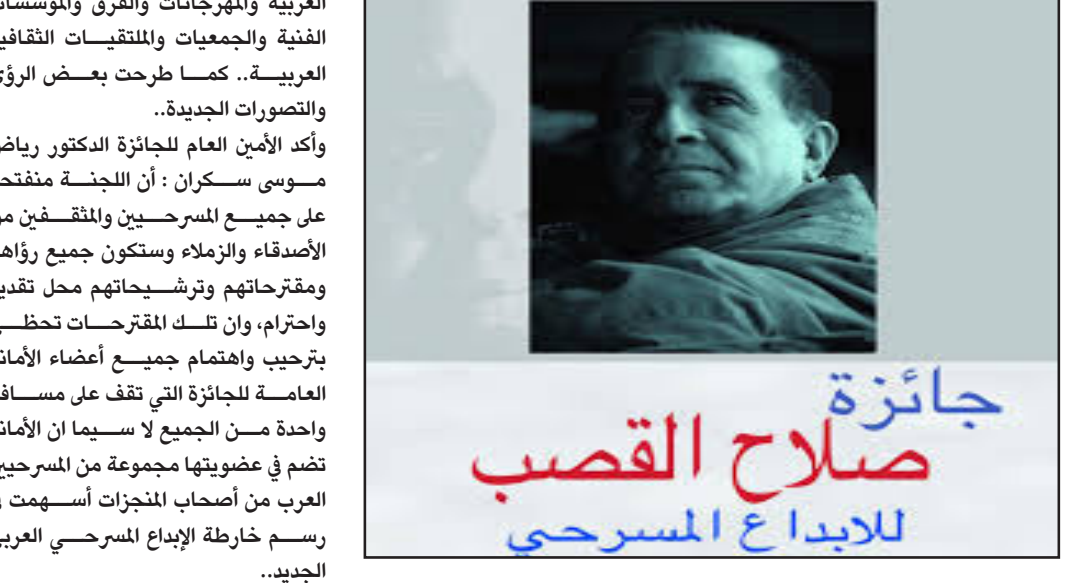 العربية والمهرجانات والفرق والمؤسسات
الفنية والجمعيات والملتقيات الثقافية
العربية.. كما طرحت بعض الرؤى
والتصورات الجديدة..
وأكد الأمين العام للجائزة الدكتور رياض
موسى سكران : أن اللجنة منفتحة
على جميع المسرحيين والمثقفين من
الأصدقاء والزملاء وستكون جميع رؤاهم
ومقترحاتهم وترشيحاتهم محل تقدير
واحترام، وان تلك المقترحات تحظى
بترحيب واهتمام جميع أعضاء الأمانة
العامة للجائزة التي تقف على مسافة
واحدة من الجميع لا سيما ان الأمانة
تضم في عضويتها مجموعة من المسرحيين
العرب من أصحاب المنجزات أسهمت في
رسم خارطة الإبداع المسرحي العربي
الجديد..
جائزة
صلاح القصب
للابداع المسرحي